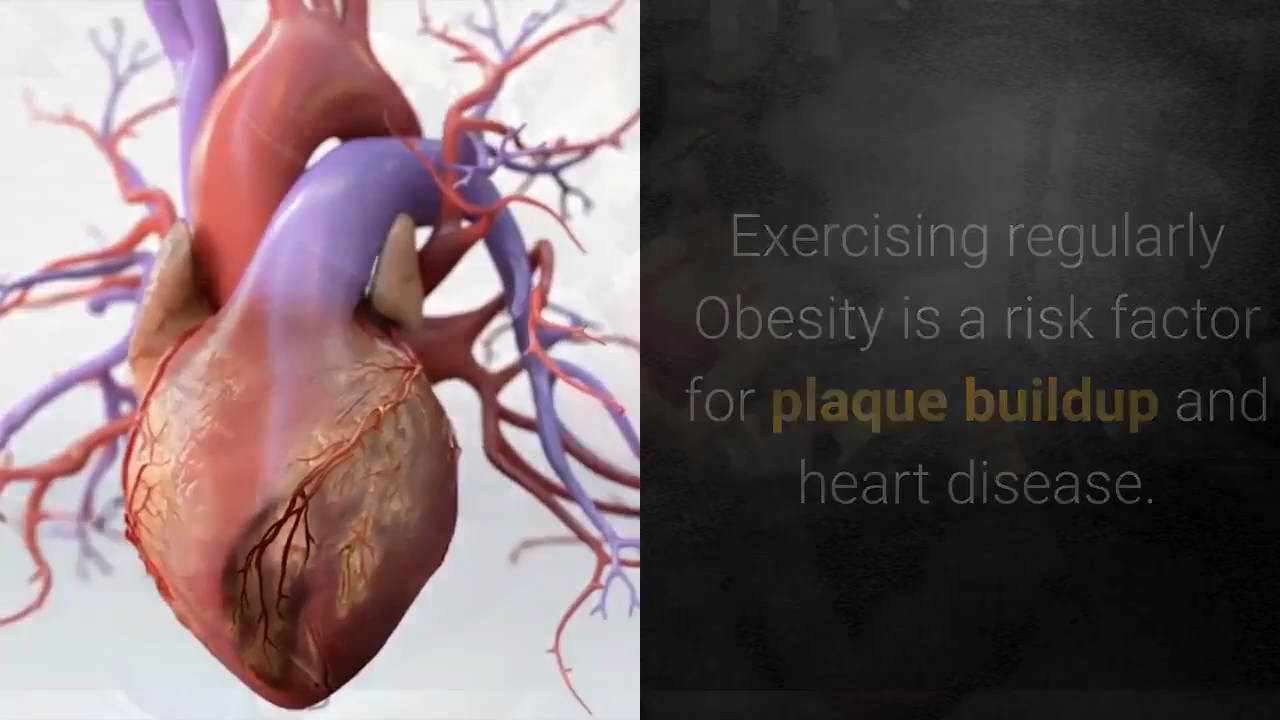 Exercising regularly
Obesity is a risk factor
for plaque buildup and
heart disease.